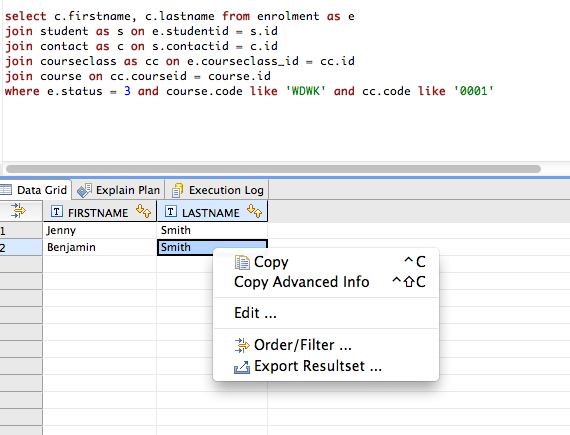 select c.firstname, c.lastname from enrolment as e
join student as s on e.studentid = s.id
join contact as c on s.contactid = c.id
join courseclass as cc on e.courseclass_id = cc.id
join course on cc.courseid = course.id
where e.status = 3 and course.code like 'WDWK' and cc.code like '0001'
Data Grid Explain Plan Execution Log
T FIRSTNAME T LASTNAME
1 Jenny Smith
2 Benjamin Smith
Copy ^C
Copy Advanced Info ^⇧C
Edit ...
Order/Filter ...
Export Resultset ...